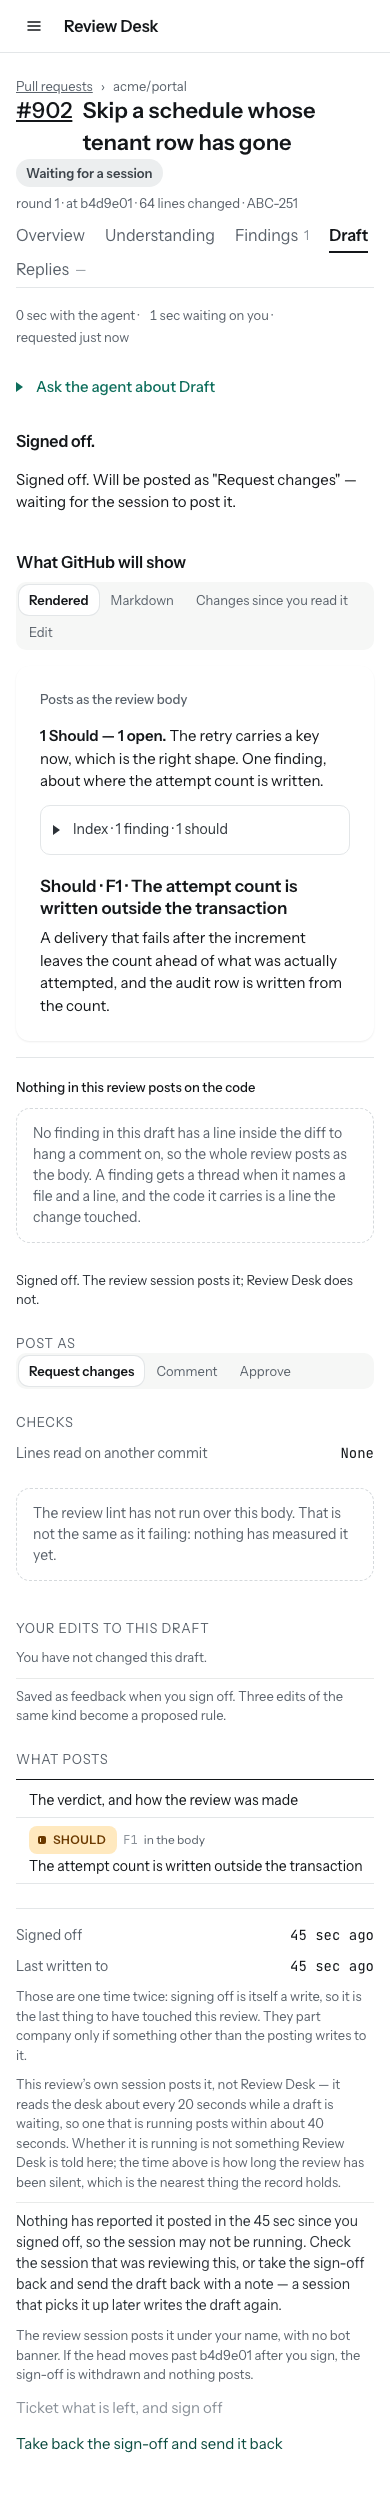 Review Desk
Pull requests › acme/portal
#902 Skip a schedule whose
tenant row has gone
Waiting for a session
round 1 · at b4d9e01 · 64 lines changed · ABC-251
Overview Understanding Findings 1 Draft
Replies —
0 sec with the agent · 1 sec waiting on you ·
requested just now
Ask the agent about Draft
Signed off.
Signed off. Will be posted as "Request changes" —
waiting for the session to post it.
What GitHub will show
Rendered Markdown Changes since you read it
Edit
Posts as the review body
1 Should — 1 open. The retry carries a key
now, which is the right shape. One finding,
about where the attempt count is written.
Index · 1 finding · 1 should
Should · F1 · The attempt count is
written outside the transaction
A delivery that fails after the increment
leaves the count ahead of what was actually
attempted, and the audit row is written from
the count.
Nothing in this review posts on the code
No finding in this draft has a line inside the diff to
hang a comment on, so the whole review posts as
the body. A finding gets a thread when it names a
file and a line, and the code it carries is a line the
change touched.
Signed off. The review session posts it; Review Desk does
not.
POST AS
Request changes Comment Approve
CHECKS
Lines read on another commit None
The review lint has not run over this body. That is
not the same as it failing: nothing has measured it
yet.
YOUR EDITS TO THIS DRAFT
You have not changed this draft.
Saved as feedback when you sign off. Three edits of the
same kind become a proposed rule.
WHAT POSTS
The verdict, and how the review was made
SHOULD F1 in the body
The attempt count is written outside the transaction
Signed off 45 sec ago
Last written to 45 sec ago
Those are one time twice: signing off is itself a write, so it is
the last thing to have touched this review. They part
company only if something other than the posting writes to
it.
This review's own session posts it, not Review Desk — it
reads the desk about every 20 seconds while a draft is
waiting, so one that is running posts within about 40
seconds. Whether it is running is not something Review
Desk is told here; the time above is how long the review has
been silent, which is the nearest thing the record holds.
Nothing has reported it posted in the 45 sec since you
signed off, so the session may not be running. Check
the session that was reviewing this, or take the sign-off
back and send the draft back with a note — a session
that picks it up later writes the draft again.
The review session posts it under your name, with no bot
banner. If the head moves past b4d9e01 after you sign, the
sign-off is withdrawn and nothing posts.
Ticket what is left, and sign off
Take back the sign-off and send it back